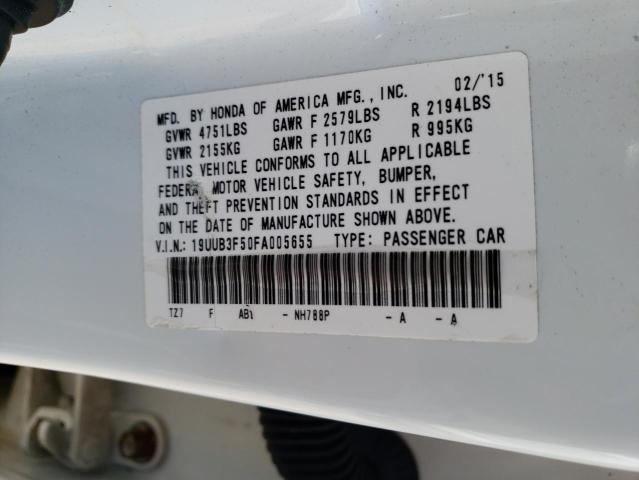 MFD. BY HONDA OF AMERICA MFG., INC. 02/'15
GVWR 4751LBS GAWR F 2579LBS R 2194LBS
GVWR 2155KG GAWR F 1170KG R 995KG
THIS VEHICLE CONFORMS TO ALL APPLICABLE
FEDERAL MOTOR VEHICLE SAFETY, BUMPER,
AND THEFT PREVENTION STANDARDS IN EFFECT
ON THE DATE OF MANUFACTURE SHOWN ABOVE.
V.I.N.: 19UUB3F50FA005655 TYPE: PASSENGER CAR
TZ7 F AB1 - NH788P - A - A